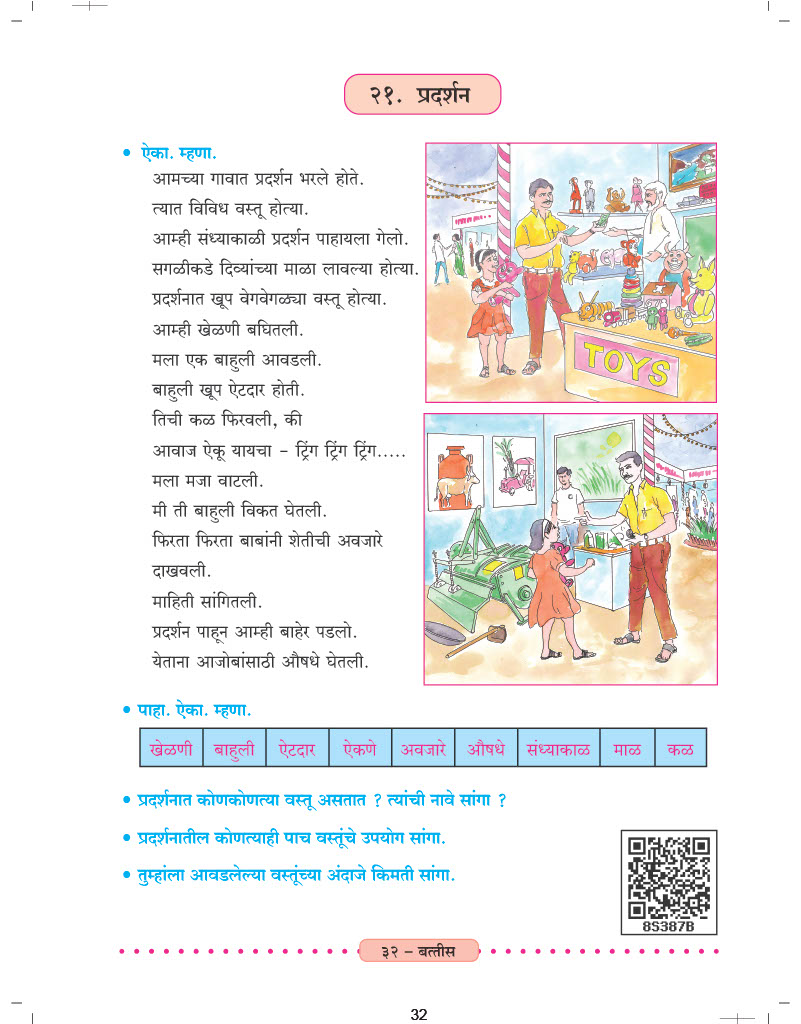 २१. प्रदर्शन
• ऐका. म्हणा.
आमच्या गावात प्रदर्शन भरले होते.
त्यात विविध वस्तू होत्या.
आम्ही संध्याकाळी प्रदर्शन पाहायला गेलो.
सगळीकडे दिव्यांच्या माळा लावल्या होत्या.
प्रदर्शनात खूप वेगवेगळ्या वस्तू होत्या.
आम्ही खेळणी बघितली.
मला एक बाहुली आवडली.
बाहुली खूप ऐटदार होती.
तिची कळ फिरवली, की
आवाज ऐकू यायचा - ट्रिंग ट्रिंग ट्रिंग.....
मला मजा वाटली.
मी ती बाहुली विकत घेतली.
फिरता फिरता बाबांनी शेतीची अवजारे
दाखवली.
माहिती सांगितली.
प्रदर्शन पाहून आम्ही बाहेर पडलो.
येताना आजोबांसाठी औषधे घेतली.
TOYS
• पाहा. ऐका. म्हणा.
खेळणी बाहुली ऐटदार ऐकणे अवजारे औषधे संध्याकाळ माळ कळ
• प्रदर्शनात कोणकोणत्या वस्तू असतात ? त्यांची नावे सांगा ?
• प्रदर्शनातील कोणत्याही पाच वस्तूंचे उपयोग सांगा.
• तुम्हांला आवडलेल्या वस्तूंच्या अंदाजे किमती सांगा.
8S387B
३२ - बत्तीस
32